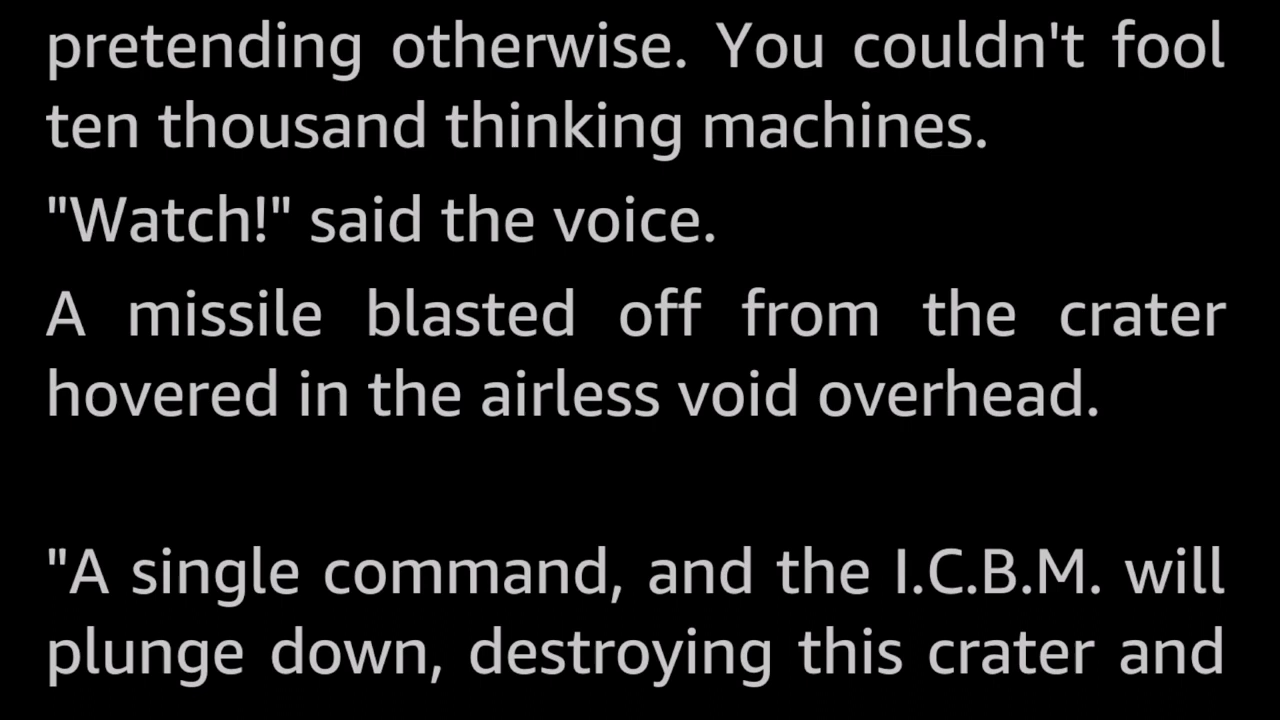 pretending otherwise. You couldn't fool
ten thousand thinking machines.
"Watch!" said the voice.
A missile blasted off from the crater
hovered in the airless void overhead.
"A single command, and the I.C.B.M. will
plunge down, destroying this crater and